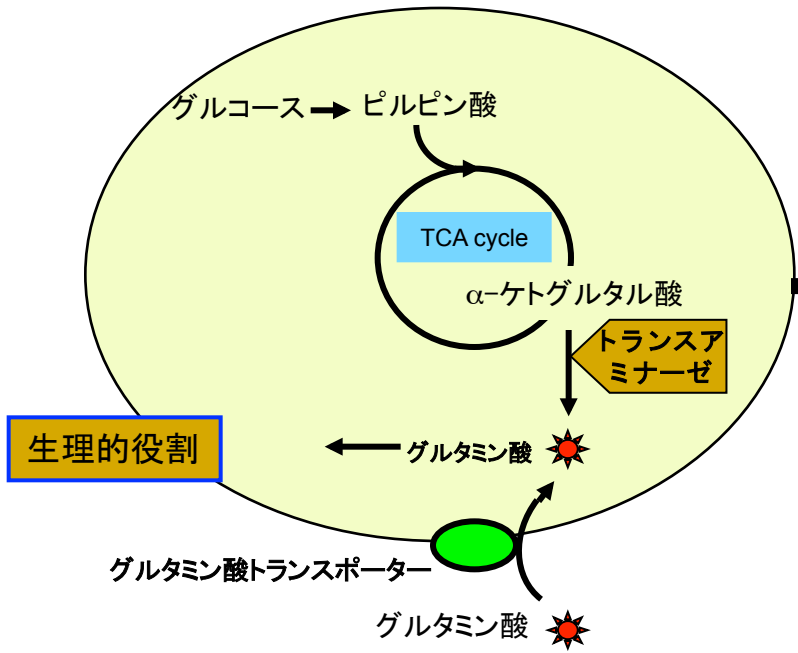 グルコース
ピルピン酸
TCA cycle
α-ケトグルタル酸
トランスア
ミナーゼ
生理的役割
グルタミン酸
グルタミン酸トランスポーター
グルタミン酸